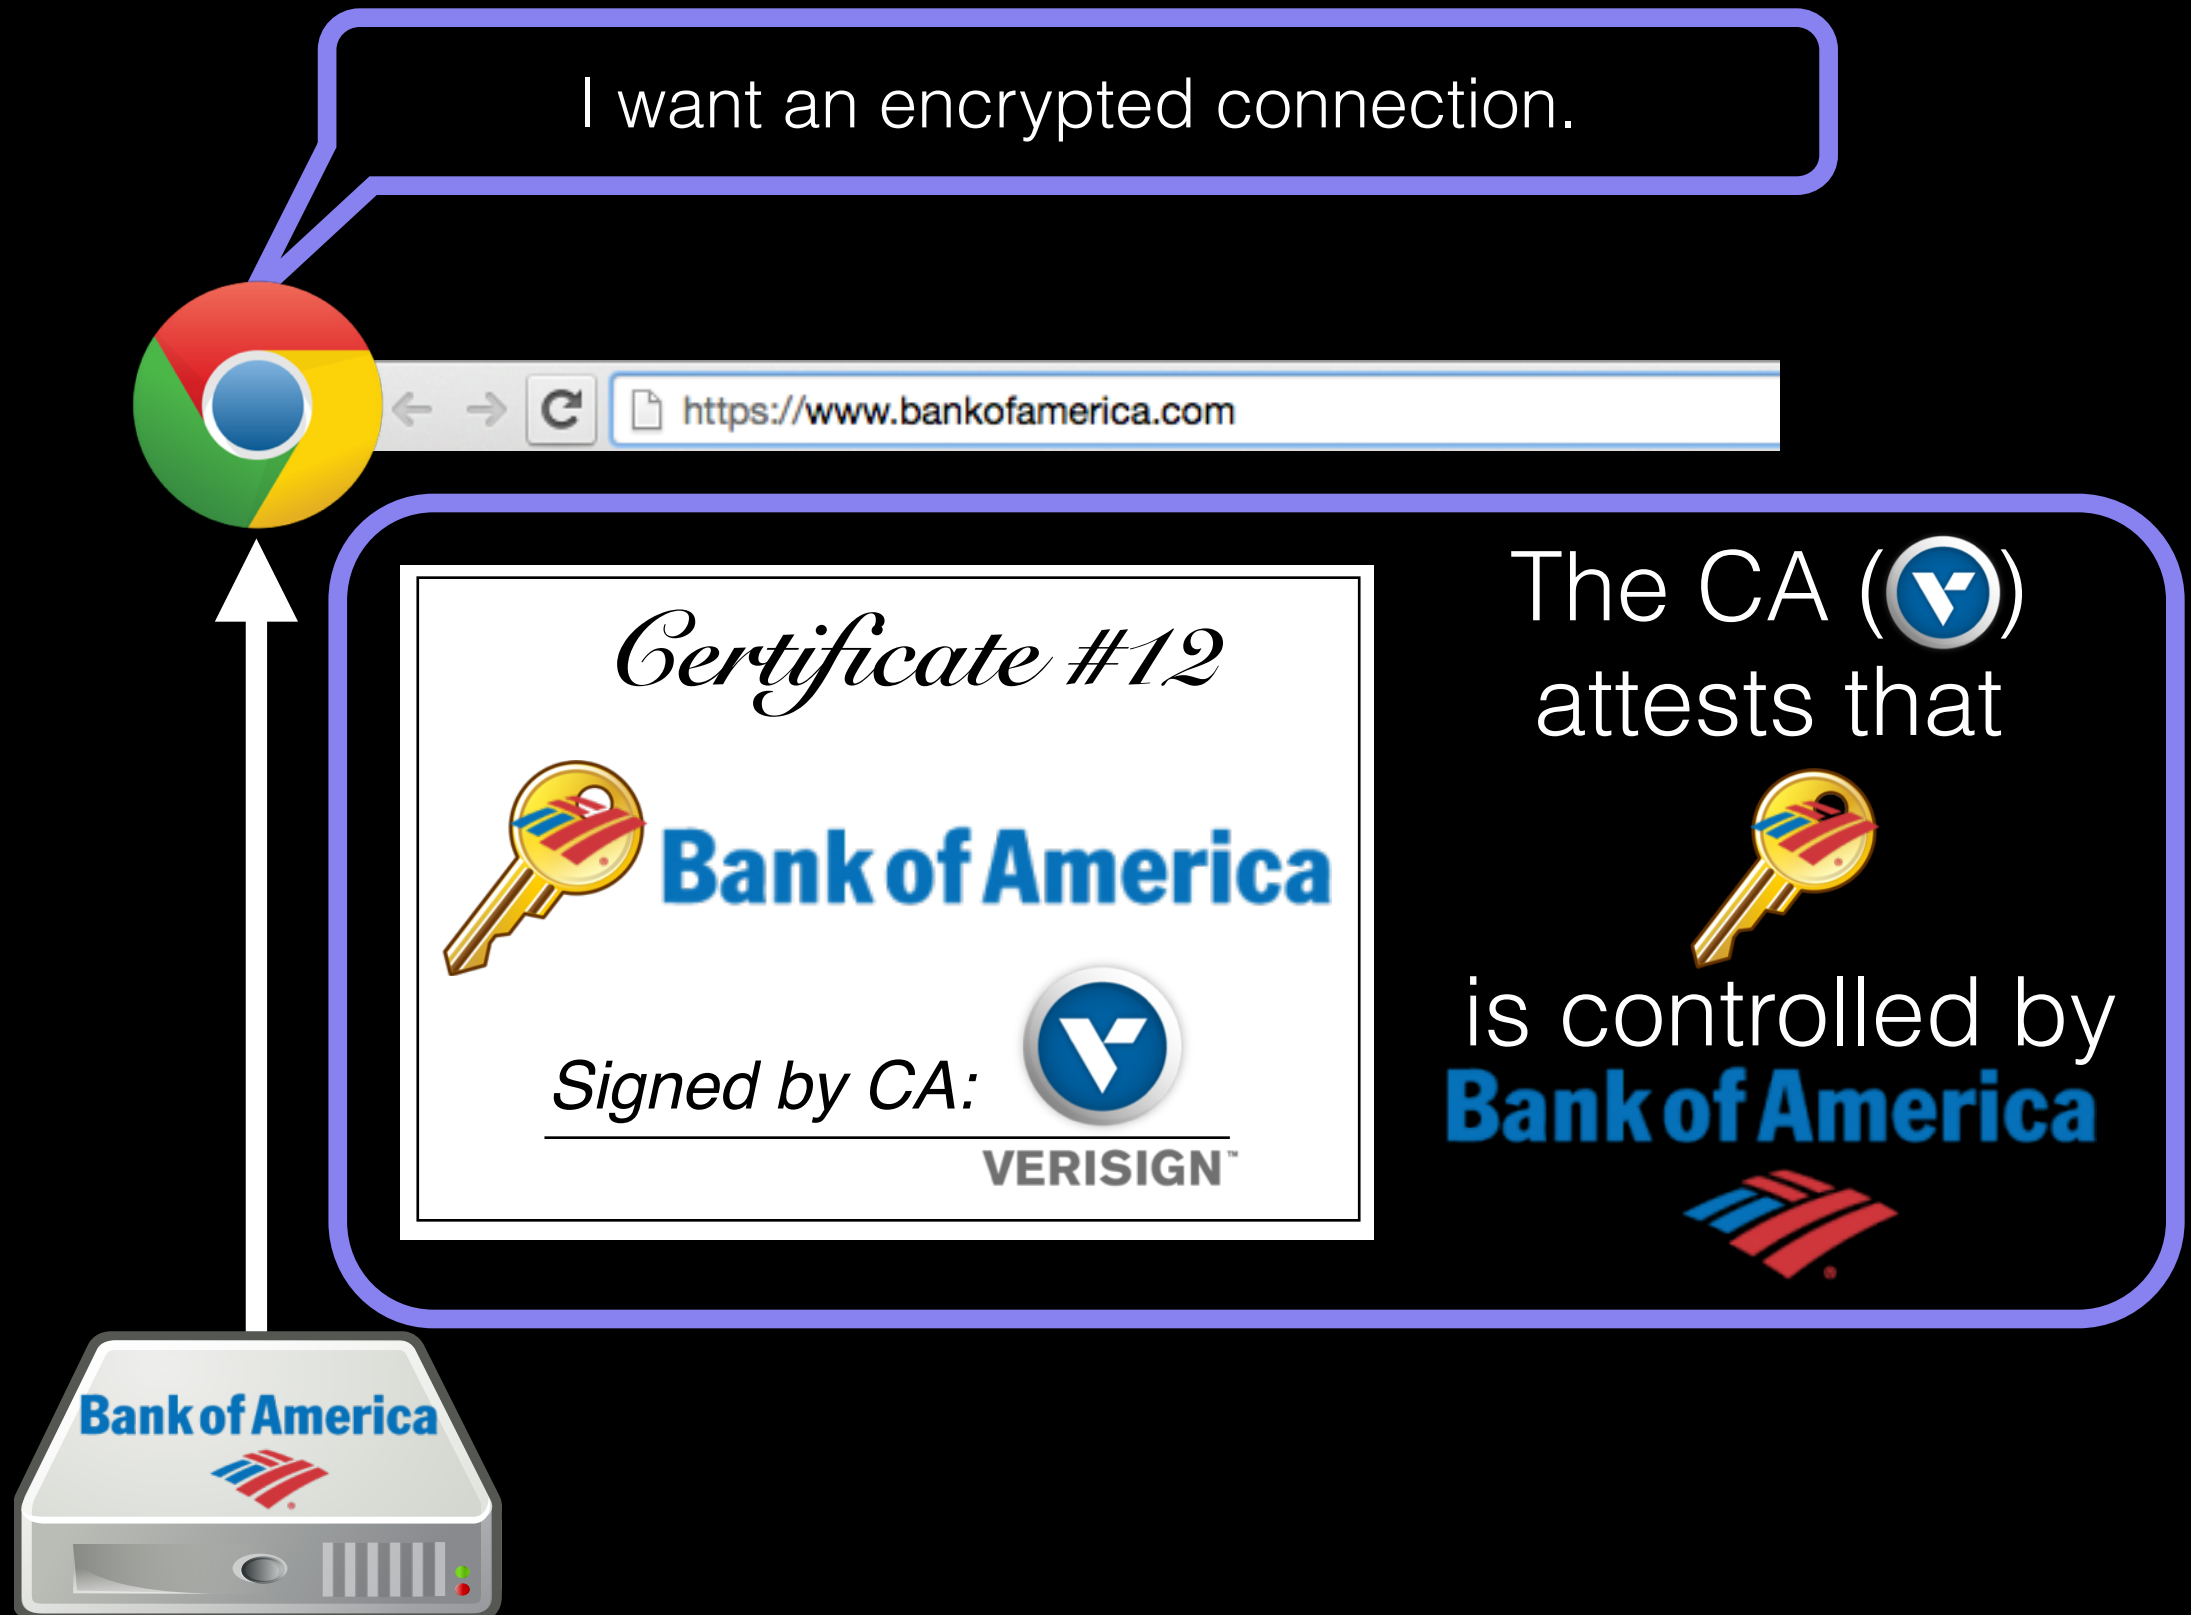 I want an encrypted connection.
https://www.bankofamerica.com
Certificate #12
Bank of America
Signed by CA:
VERISIGN™
The CA ( )
attests that
is controlled by
Bank of America
®
Bank of America